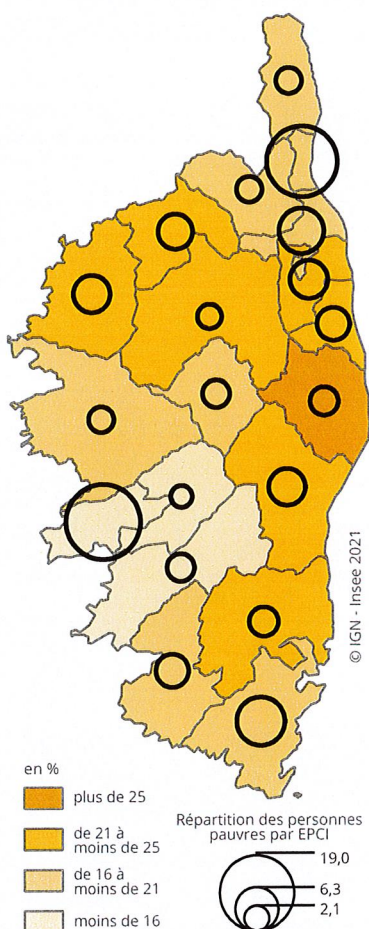 © IGN - Insee 2021
en %
plus de 25
de 21 à
moins de 25
de 16 à
moins de 21
moins de 16
Répartition des personnes
pauvres par EPCI
19,0
6,3
2,1